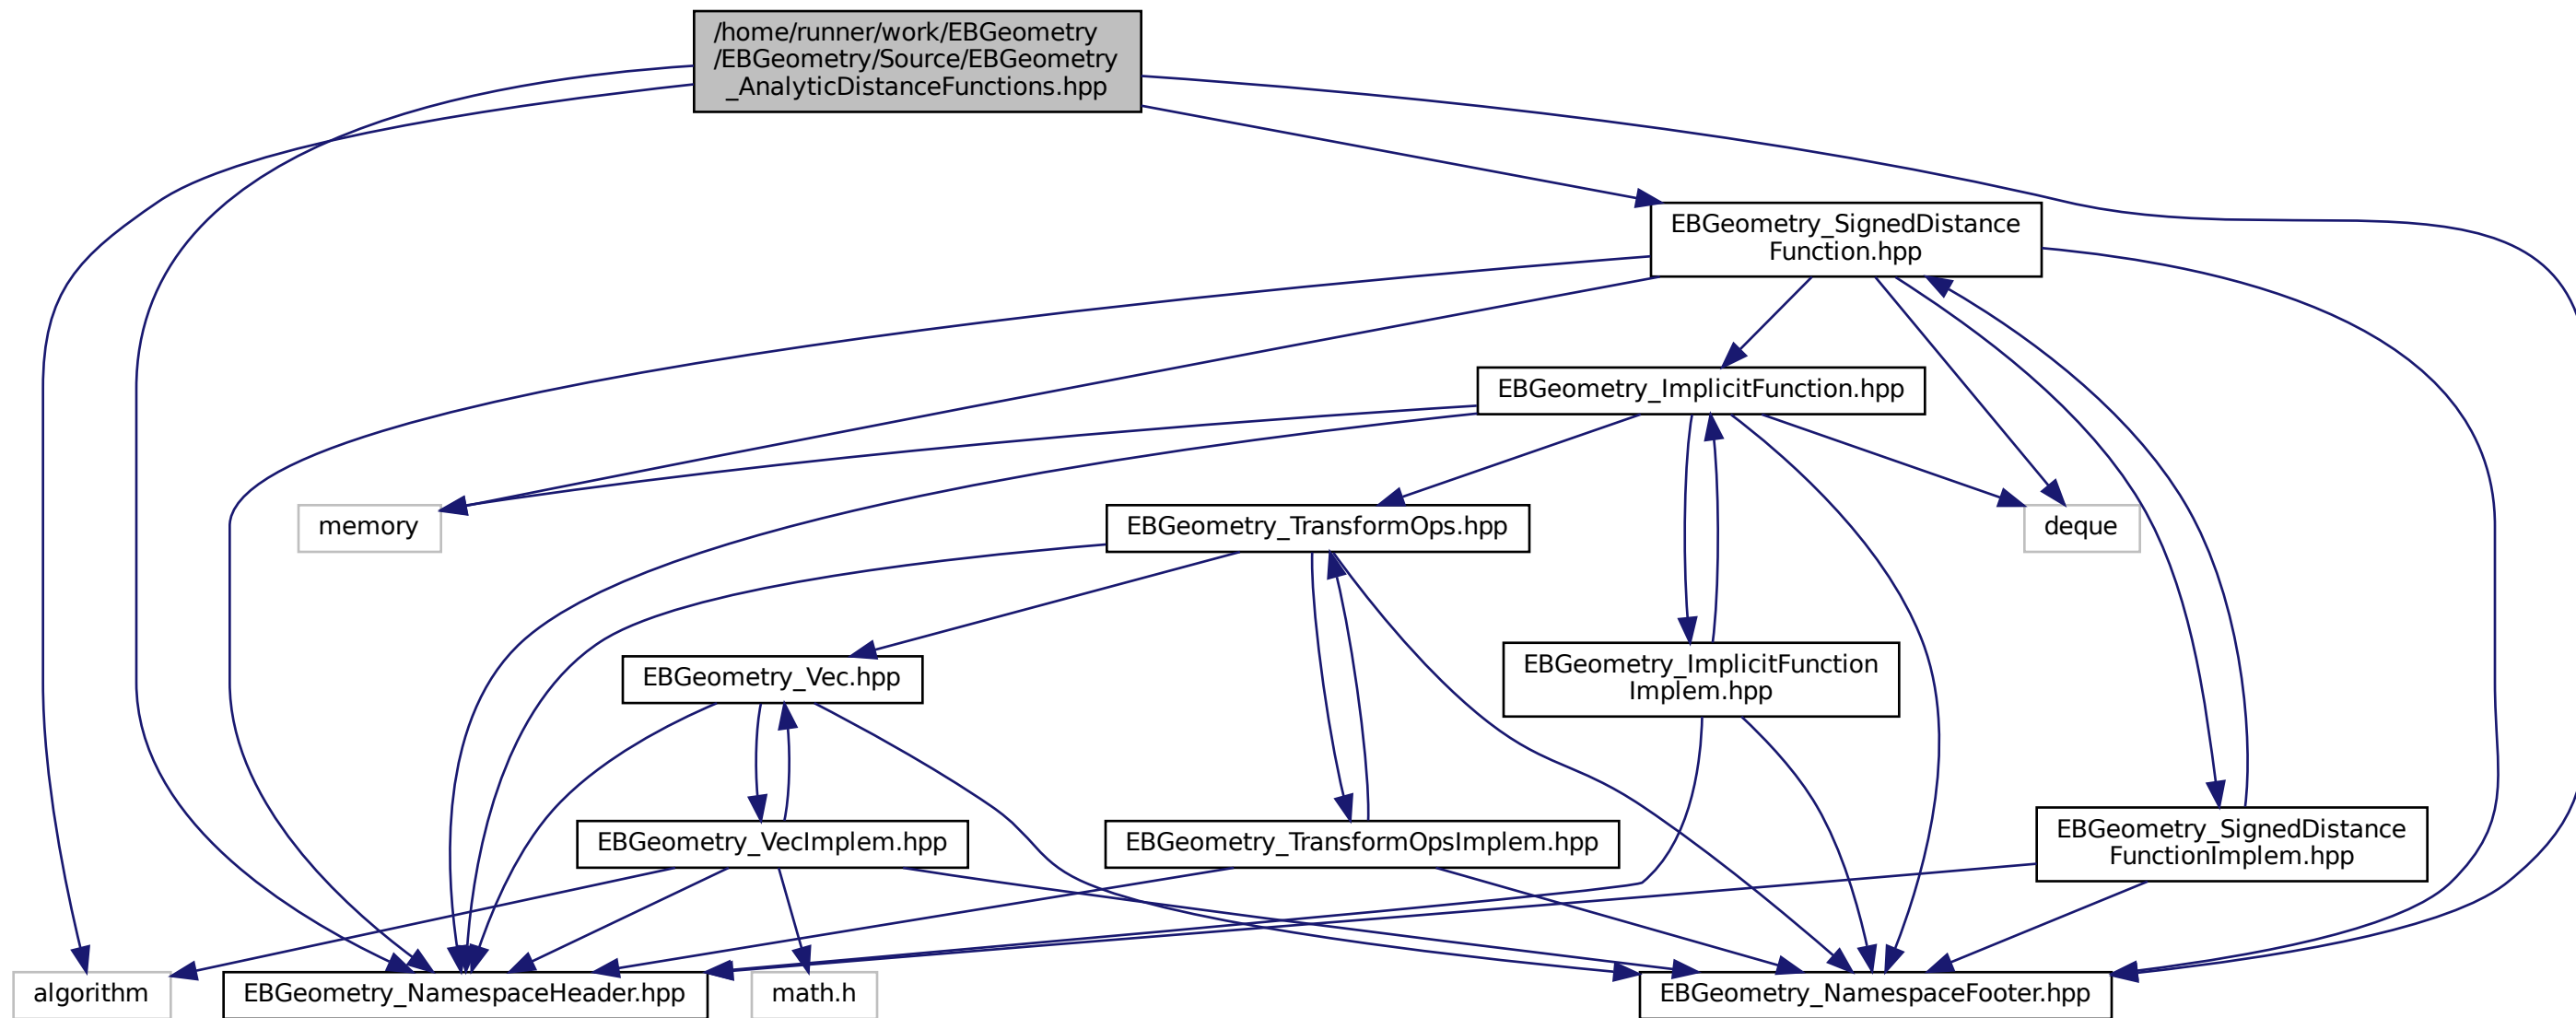 /home/runner/work/EBGeometry
/EBGeometry/Source/EBGeometry
_AnalyticDistanceFunctions.hpp
EBGeometry_SignedDistance
Function.hpp
EBGeometry_ImplicitFunction.hpp
memory
EBGeometry_TransformOps.hpp
deque
EBGeometry_Vec.hpp
EBGeometry_ImplicitFunction
Implem.hpp
EBGeometry_VecImplem.hpp
EBGeometry_TransformOpsImplem.hpp
EBGeometry_SignedDistance
FunctionImplem.hpp
algorithm
EBGeometry_NamespaceHeader.hpp
math.h
EBGeometry_NamespaceFooter.hpp